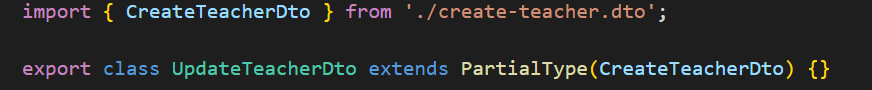 import { CreateTeacherDto } from './create-teacher.dto';
export class UpdateTeacherDto extends PartialType(CreateTeacherDto) {}